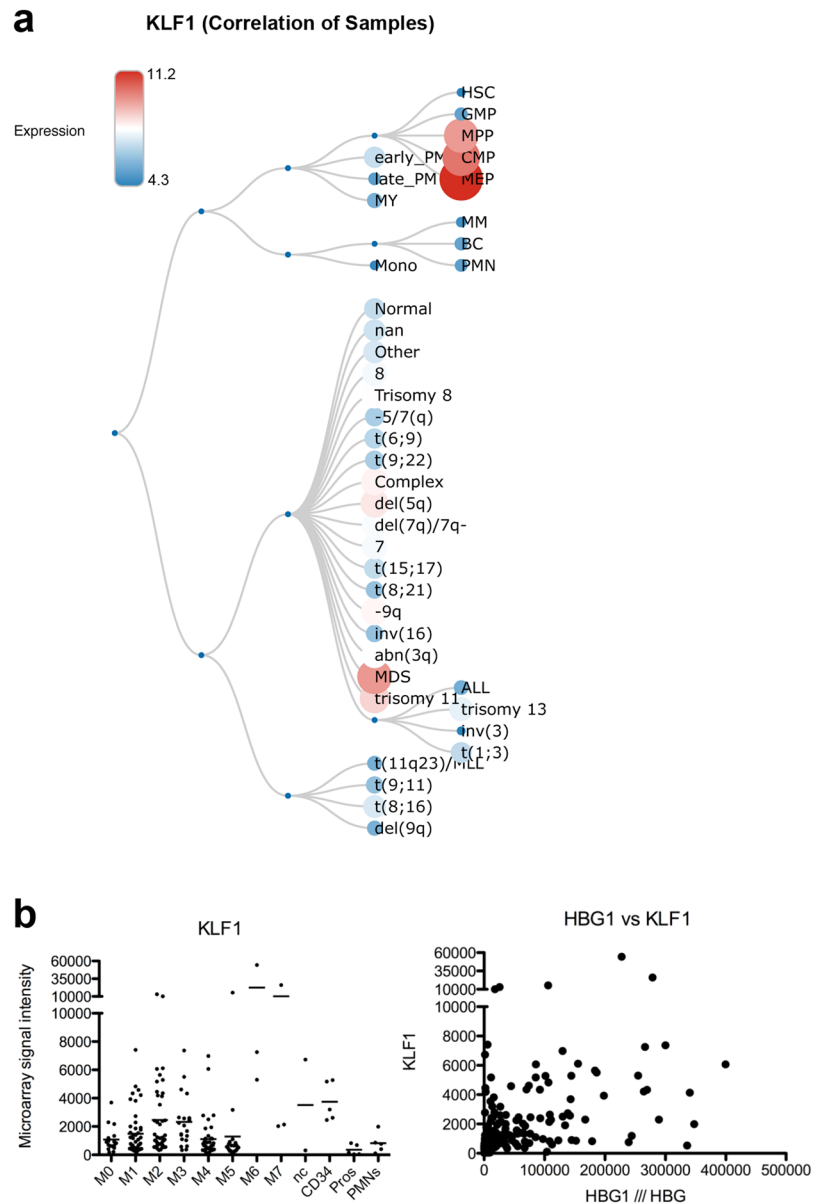 a
KLF1 (Correlation of Samples)
11.2
Expression
4.3
HSC
GMP
MPP
early_PM
CMP
late_PM
MEP
MY
MM
BC
Mono
PMN
Normal
nan
Other
8
Trisomy 8
-5/7(q)
t(6;9)
t(9;22)
Complex
del(5q)
del(7q)/7q-
7
t(15;17)
t(8;21)
-9q
inv(16)
abn(3q)
MDS
ALL
trisomy 11
trisomy 13
inv(3)
t(1;3)
t(11q23)/MLL
t(9;11)
t(8;16)
del(9q)
b
KLF1
Microarray signal intensity
60000
35000
10000
10000
8000
6000
4000
2000
0
M0 M1 M2 M3 M4 M5 M6 M7 nc CD34 Pros PMNs
HBG1 vs KLF1
KLF1
60000
35000
10000
10000
8000
6000
4000
2000
0
0 100000 200000 300000 400000 500000
HBG1 /// HBG